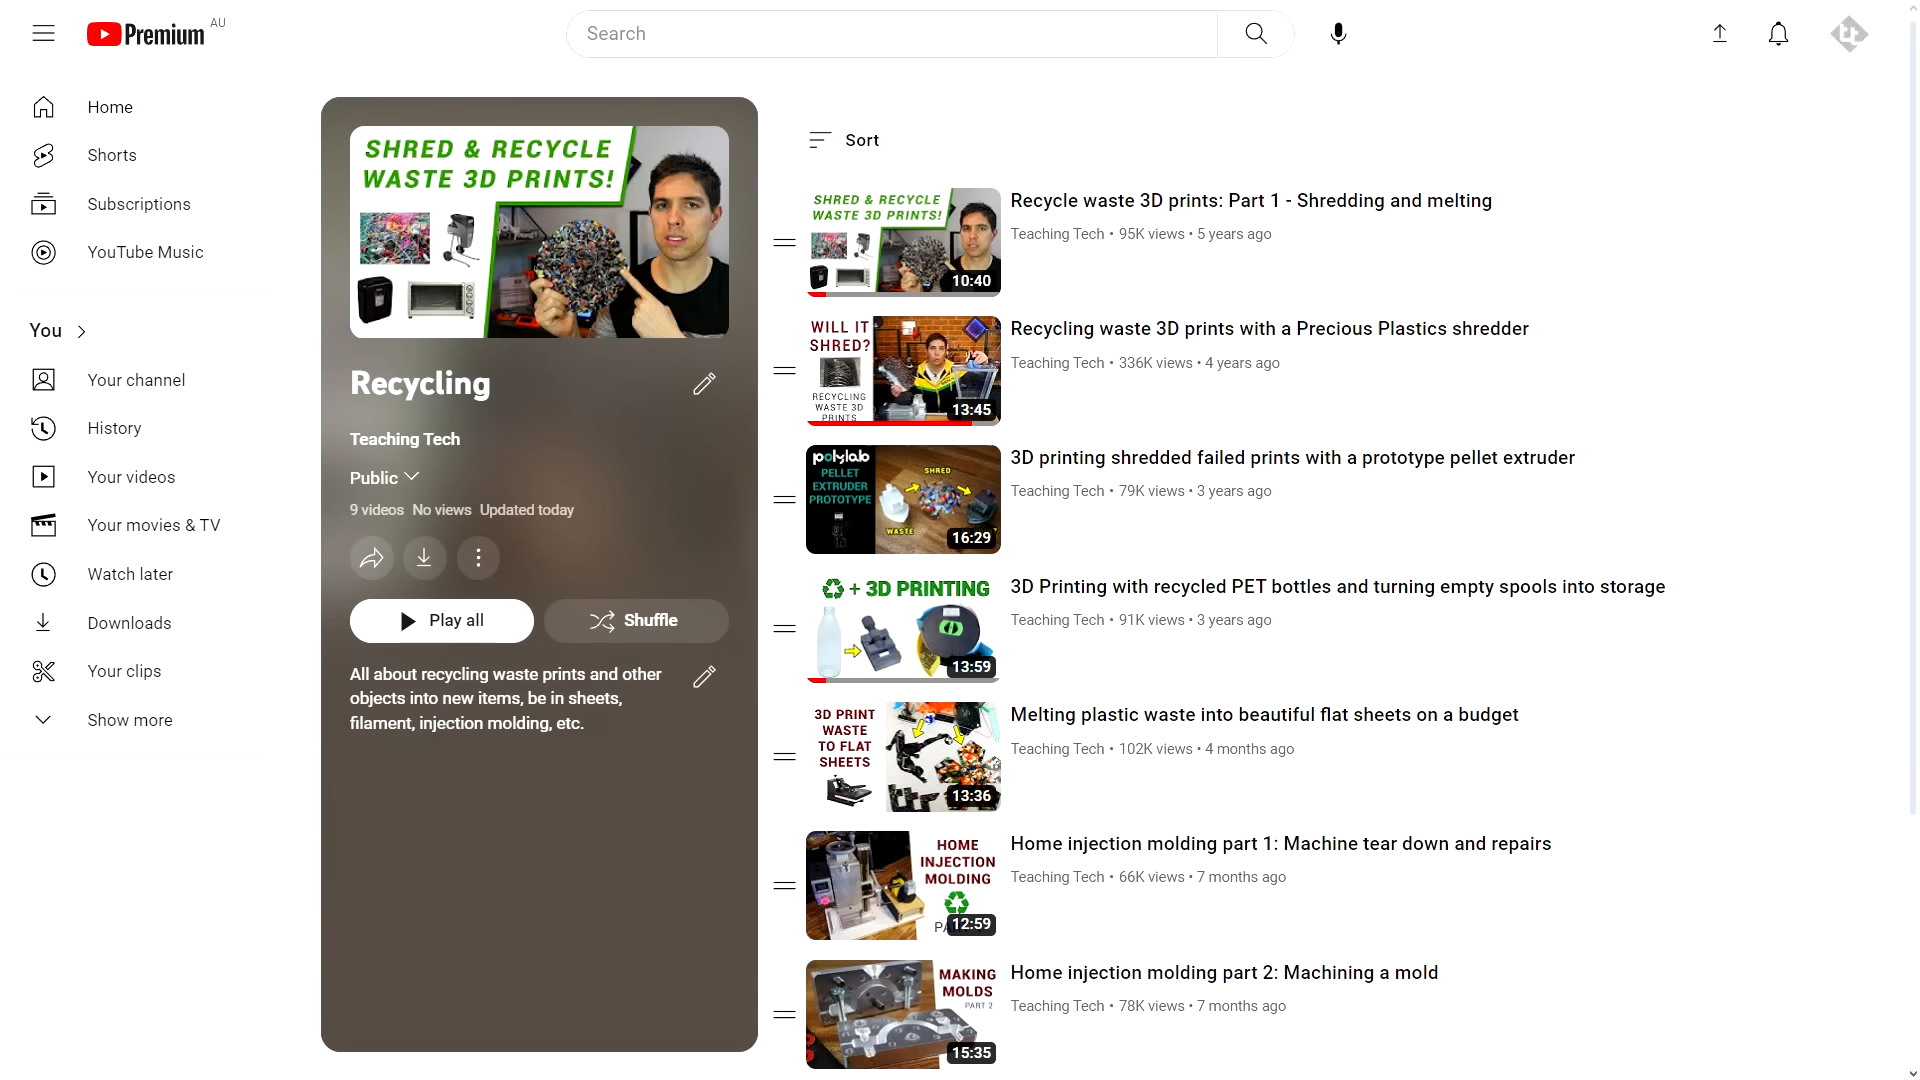 Premium AU
Search
Home
Shorts
Subscriptions
YouTube Music
You
Your channel
History
Your videos
Your movies & TV
Watch later
Downloads
Your clips
Show more
SHRED & RECYCLE
WASTE 3D PRINTS!
Recycling
Teaching Tech
Public
9 videos No views Updated today
Play all
Shuffle
All about recycling waste prints and other
objects into new items, be in sheets,
filament, injection molding, etc.
Sort
SHRED & RECYCLE
WASTE 3D PRINTS!
10:40
Recycle waste 3D prints: Part 1 - Shredding and melting
Teaching Tech • 95K views • 5 years ago
WILL IT
SHRED?
RECYCLING
WASTE 3D
PRINTS
13:45
Recycling waste 3D prints with a Precious Plastics shredder
Teaching Tech • 336K views • 4 years ago
polylab
PELLET
EXTRUDER
PROTOTYPE
SHRED
WASTE
16:29
3D printing shredded failed prints with a prototype pellet extruder
Teaching Tech • 79K views • 3 years ago
+ 3D PRINTING
13:59
3D Printing with recycled PET bottles and turning empty spools into storage
Teaching Tech • 91K views • 3 years ago
3D PRINT
WASTE
TO FLAT
SHEETS
13:36
Melting plastic waste into beautiful flat sheets on a budget
Teaching Tech • 102K views • 4 months ago
HOME
INJECTION
MOLDING
12:59
Home injection molding part 1: Machine tear down and repairs
Teaching Tech • 66K views • 7 months ago
MAKING
MOLDS
PART 2
15:35
Home injection molding part 2: Machining a mold
Teaching Tech • 78K views • 7 months ago